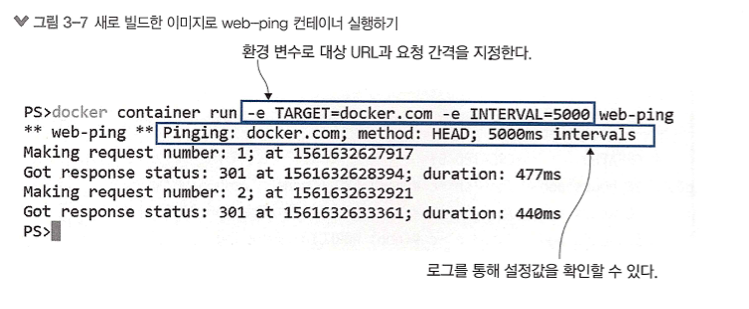 그림 3-7 새로 빌드한 이미지로 web-ping 컨테이너 실행하기
환경 변수로 대상 URL과 요청 간격을 지정한다.
PS>docker container run -e TARGET=docker.com -e INTERVAL=5000 web-ping
** web-ping ** Pinging: docker.com; method: HEAD; 5000ms intervals
Making request number: 1; at 1561632627917
Got response status: 301 at 1561632628394; duration: 477ms
Making request number: 2; at 1561632632921
Got response status: 301 at 1561632633361; duration: 440ms
PS>
로그를 통해 설정값을 확인할 수 있다.